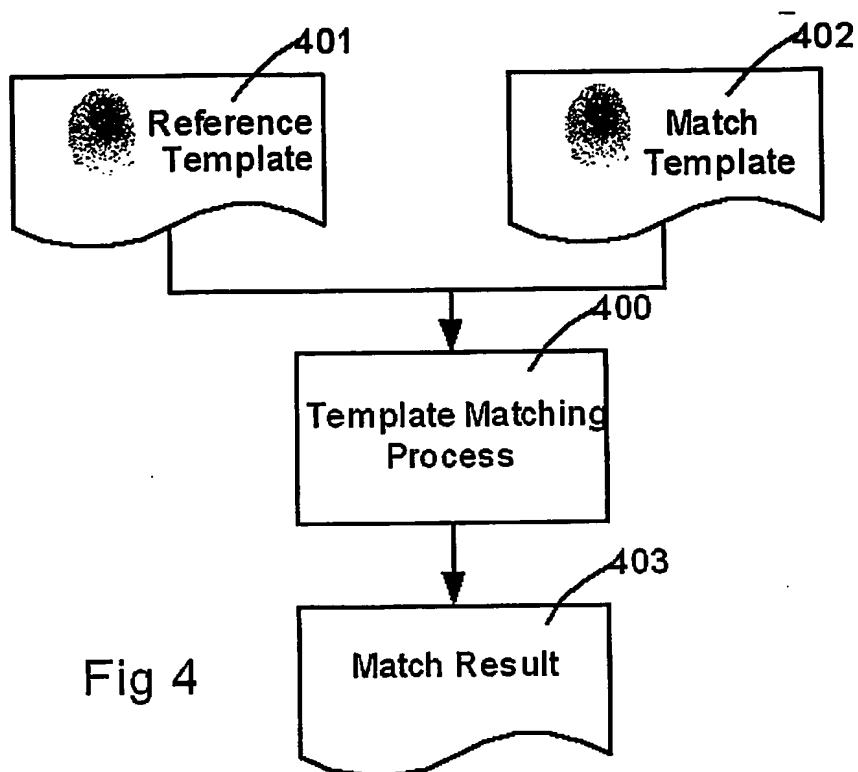 401
402
Reference
Template
Match
Template
400
Template Matching
Process
403
Match Result
Fig 4